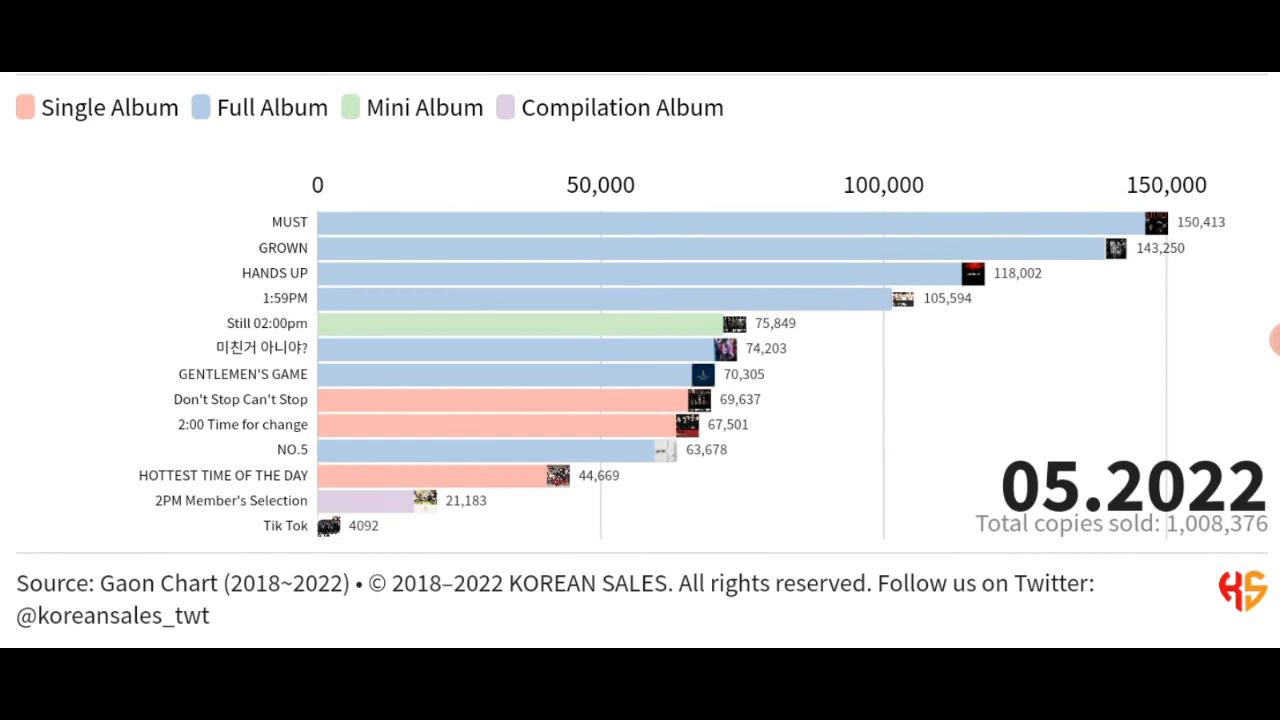 Single Album Full Album Mini Album Compilation Album
0 50,000 100,000 150,000
MUST 150,413
GROWN 143,250
HANDS UP 118,002
1:59PM 105,594
Still 02:00pm 75,849
미친거 아니야? 74,203
GENTLEMEN'S GAME 70,305
Don't Stop Can't Stop 69,637
2:00 Time for change 67,501
NO.5 63,678
HOTTEST TIME OF THE DAY 44,669
2PM Member's Selection 21,183
Tik Tok 4092
05.2022
Total copies sold: 1,008,376
Source: Gaon Chart (2018~2022) • © 2018–2022 KOREAN SALES. All rights reserved. Follow us on Twitter:
@koreansales_twt
KS